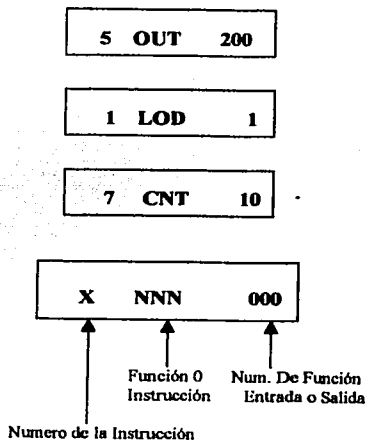 5 OUT 200
1 LOD 1
7 CNT 10
X NNN 000
Función 0 Num. De Función
Instrucción Entrada o Salida
Numero de la Instrucción